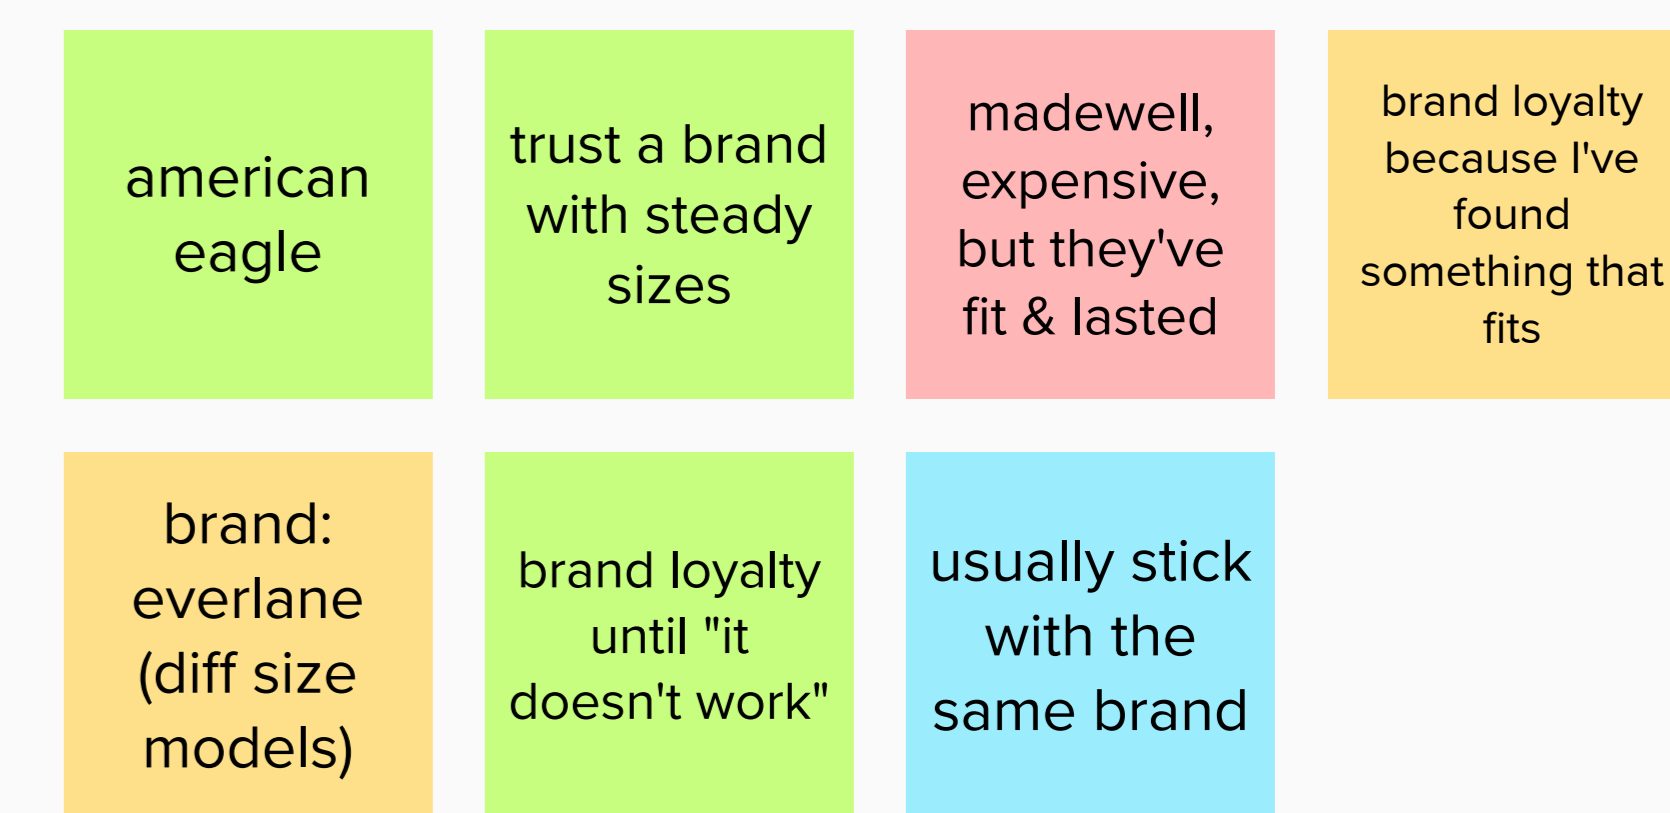 american
eagle
trust a brand
with steady
sizes
madewell,
expensive,
but they've
fit & lasted
brand loyalty
because I've
found
something that
fits
brand:
everlane
(diff size
models)
brand loyalty
until "it
doesn't work"
usually stick
with the
same brand